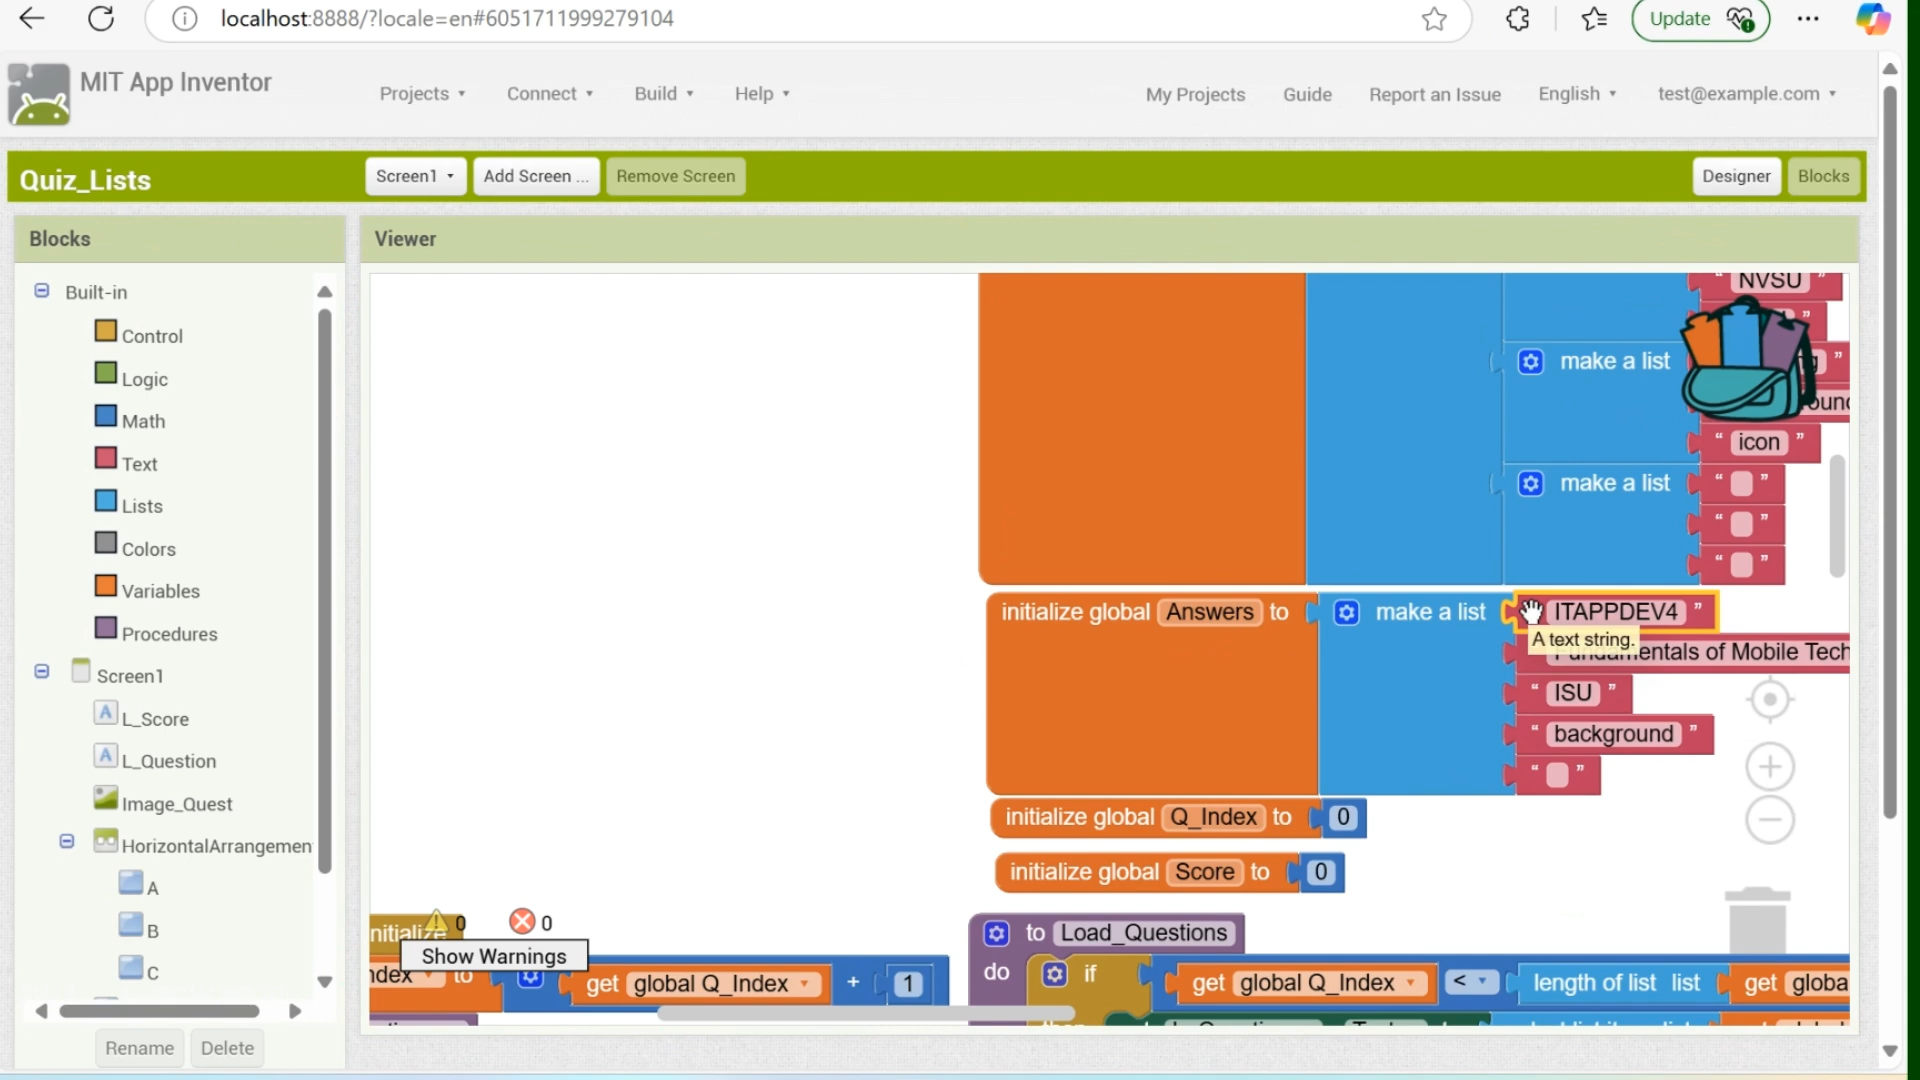 localhost:8888/?locale=en#6051711999279104
Update
MIT App Inventor
Projects
Connect
Build
Help
My Projects
Guide
Report an Issue
English
test@example.com
Quiz_Lists
Screen1
Add Screen ...
Remove Screen
Designer
Blocks
Blocks
Viewer
Built-in
Control
Logic
Math
Text
Lists
Colors
Variables
Procedures
Screen1
L_Score
L_Question
Image_Quest
HorizontalArrangemen
A
B
C
Rename
Delete
" NVSU "
"
make a list
"
" icon "
make a list " "
" "
" "
initialize global Answers to make a list ITAPPDEV4 "
A text string.
Fundamentals of Mobile Tech
" ISU "
" background "
" "
initialize global Q_Index to 0
initialize global Score to 0
0 0
Show Warnings
to get global Q_Index + 1
to Load_Questions
do if get global Q_Index < length of list list get globa